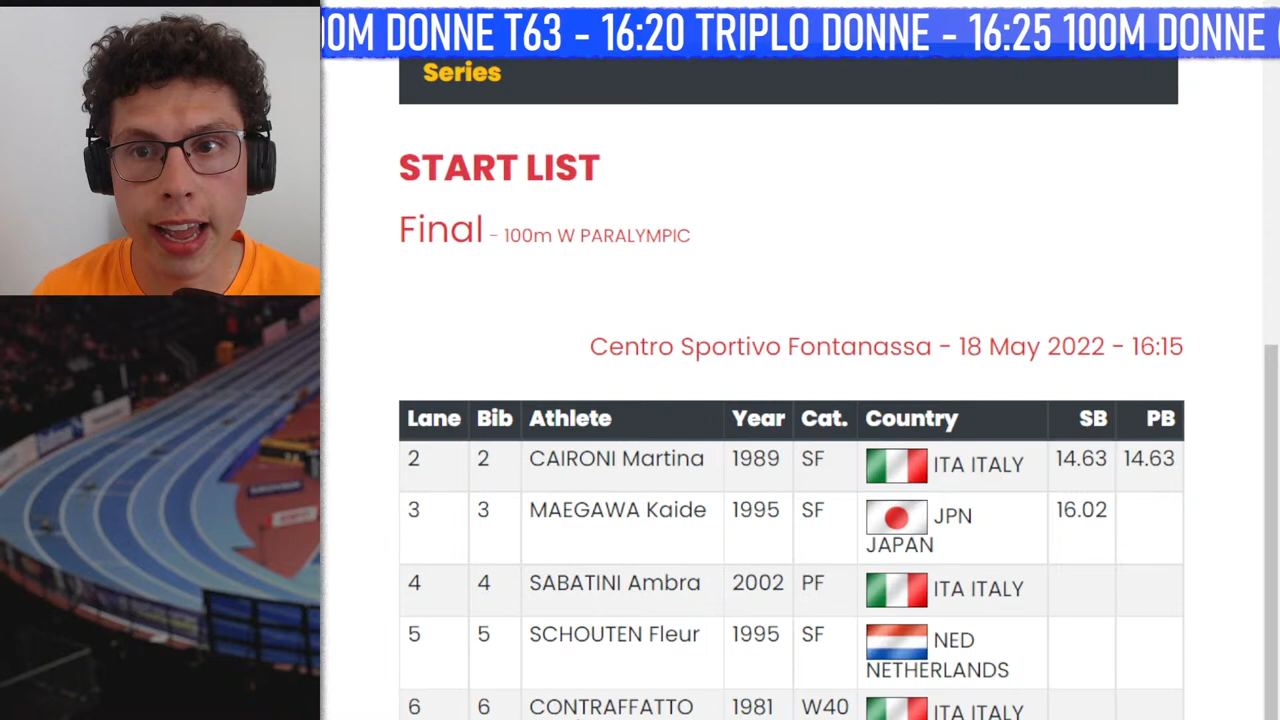 00M DONNE T63 - 16:20 TRIPLO DONNE - 16:25 100M DONNE
Series
START LIST
Final - 100m W PARALYMPIC
Centro Sportivo Fontanassa - 18 May 2022 - 16:15
Lane Bib Athlete Year Cat. Country SB PB
2 2 CAIRONI Martina 1989 SF ITA ITALY 14.63 14.63
3 3 MAEGAWA Kaide 1995 SF JPN 16.02
JAPAN
4 4 SABATINI Ambra 2002 PF ITA ITALY
5 5 SCHOUTEN Fleur 1995 SF NED
NETHERLANDS
6 6 CONTRAFFATTO 1981 W40 ITA ITALY